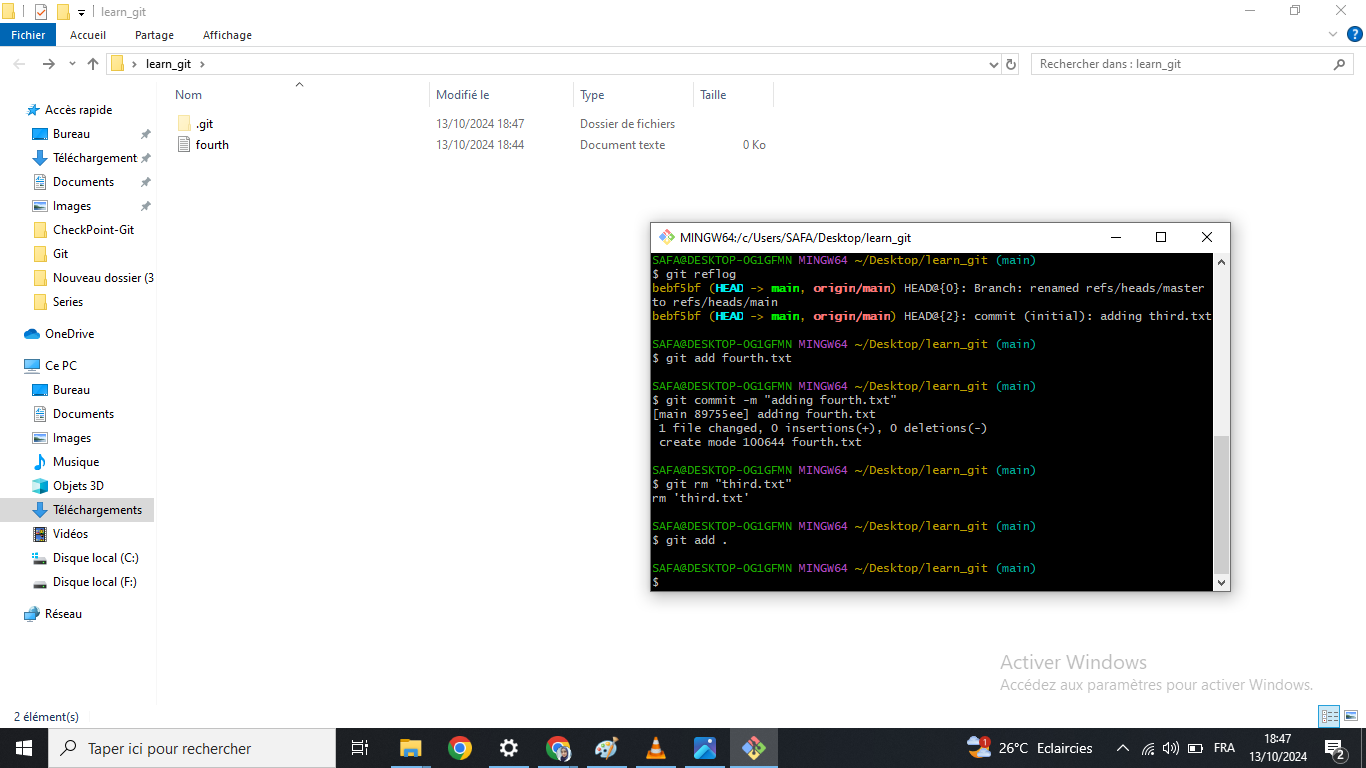 learn_git
Fichier Accueil Partage Affichage
learn_git
Rechercher dans : learn_git
Nom Modifié le Type Taille
.git 13/10/2024 18:47 Dossier de fichiers
fourth 13/10/2024 18:44 Document texte 0 Ko
Accès rapide
Bureau
Téléchargement
Documents
Images
CheckPoint-Git
Git
Nouveau dossier (3
Series
OneDrive
Ce PC
Bureau
Documents
Images
Musique
Objets 3D
Téléchargements
Vidéos
Disque local (C:)
Disque local (F:)
Réseau
2 élément(s)
MINGW64:/c/Users/SAFA/Desktop/learn_git
SAFA@DESKTOP-OG1GFMN MINGW64 ~/Desktop/learn_git (main)
$ git reflog
bebf5bf (HEAD -> main, origin/main) HEAD@{0}: Branch: renamed refs/heads/master
to refs/heads/main
bebf5bf (HEAD -> main, origin/main) HEAD@{2}: commit (initial): adding third.txt
SAFA@DESKTOP-OG1GFMN MINGW64 ~/Desktop/learn_git (main)
$ git add fourth.txt
SAFA@DESKTOP-OG1GFMN MINGW64 ~/Desktop/learn_git (main)
$ git commit -m "adding fourth.txt"
[main 89755ee] adding fourth.txt
1 file changed, 0 insertions(+), 0 deletions(-)
create mode 100644 fourth.txt
SAFA@DESKTOP-OG1GFMN MINGW64 ~/Desktop/learn_git (main)
$ git rm "third.txt"
rm 'third.txt'
SAFA@DESKTOP-OG1GFMN MINGW64 ~/Desktop/learn_git (main)
$ git add .
SAFA@DESKTOP-OG1GFMN MINGW64 ~/Desktop/learn_git (main)
$
Activer Windows
Accédez aux paramètres pour activer Windows.
Taper ici pour rechercher
1
26°C Eclaircies
FRA
18:47
13/10/2024
2